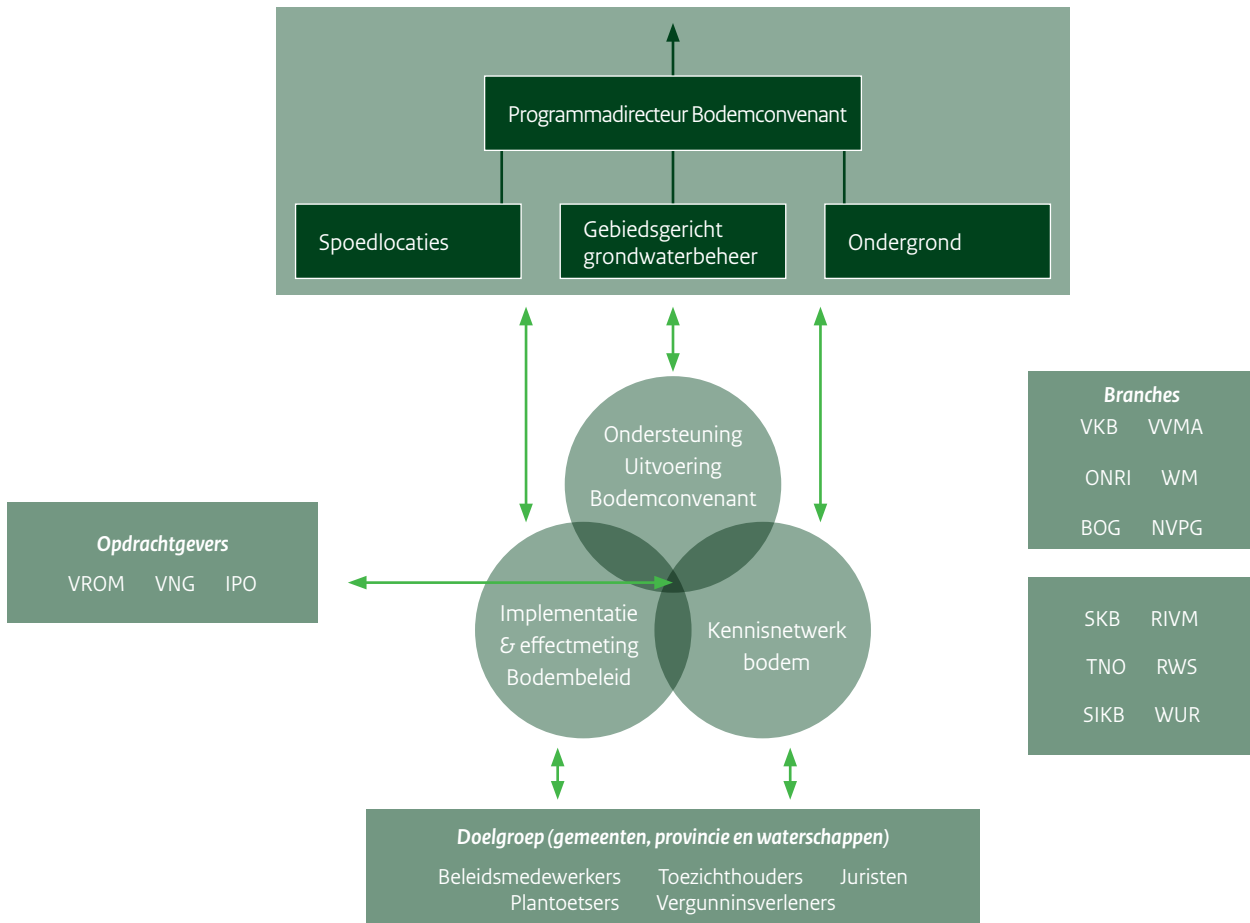 Programmadirecteur Bodemconvenant
Spoedlocaties
Gebiedsgericht
grondwaterbeheer
Ondergrond
Ondersteuning
Uitvoering
Bodemconvenant
Branches
VKB VVMA
ONRI WM
BOG NVPG
Opdrachtgevers
VROM VNG IPO
Implementatie
& effectmeting
Bodembeleid
Kennisnetwerk
bodem
SKB RIVM
TNO RWS
SIKB WUR
Doelgroep (gemeenten, provincie en waterschappen)
Beleidsmedewerkers Toezichthouders Juristen
Plantoetsers Vergunninsverleners